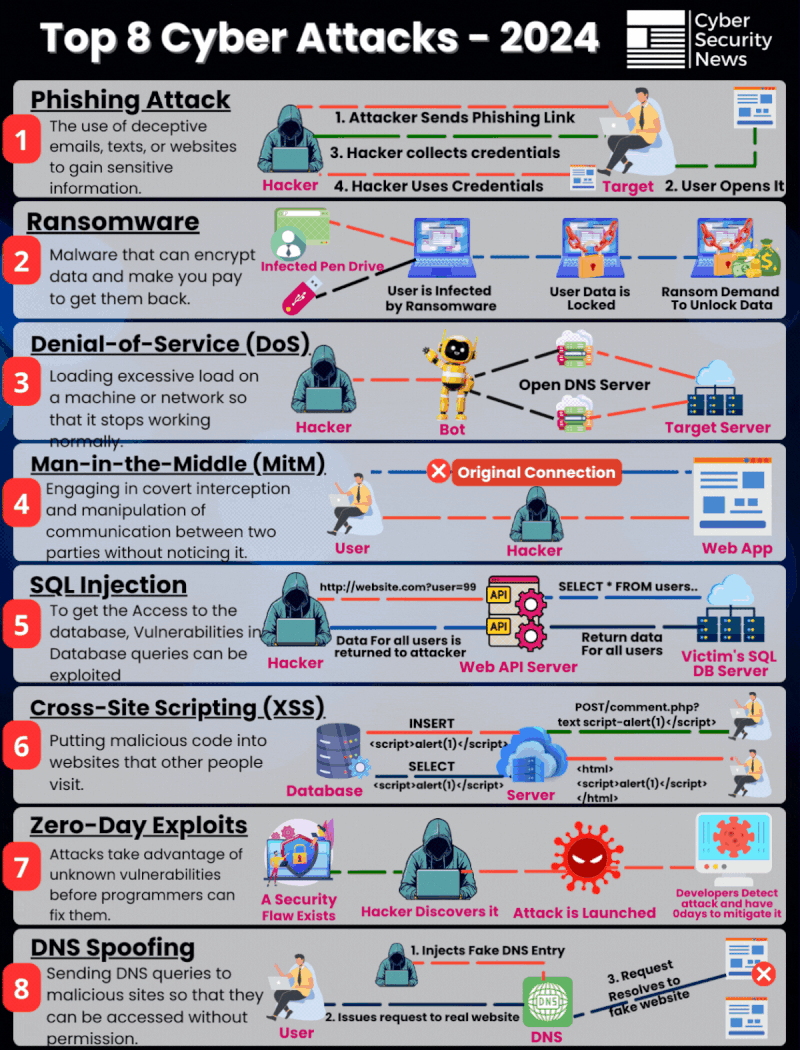 Top 8 Cyber Attacks - 2024
Cyber
Security
News
1
Phishing Attack
The use of deceptive
emails, texts, or websites
to gain sensitive
information.
1. Attacker Sends Phishing Link
3. Hacker collects credentials
4. Hacker Uses Credentials
Hacker
Target
2. User Opens It
2
Ransomware
Malware that can encrypt
data and make you pay
to get them back.
Infected Pen Drive
User is Infected
by Ransomware
User Data is
Locked
Ransom Demand
To Unlock Data
3
Denial-of-Service (DoS)
Loading excessive load on
a machine or network so
that it stops working
normally.
Hacker
Bot
Open DNS Server
Target Server
4
Man-in-the-Middle (MitM)
Engaging in covert interception
and manipulation of
communication between two
parties without noticing it.
Original Connection
User
Hacker
Web App
5
SQL Injection
To get the Access to the
database, Vulnerabilities in
Database queries can be
exploited
Hacker
http://website.com?user=99
Data For all users is
returned to attacker
API
API
Web API Server
SELECT * FROM users..
Return data
For all users
Victim's SQL
DB Server
6
Cross-Site Scripting (XSS)
Putting malicious code into
websites that other people
visit.
Database
INSERT
<script>alert(1)</script>
SELECT
<script>alert(1)</script>
Server
POST/comment.php?
text script-alert(1)</script>
<html>
<script>alert(1)</script>
</html>
7
Zero-Day Exploits
Attacks take advantage of
unknown vulnerabilities
before programmers can
fix them.
A Security
Flaw Exists
Hacker Discovers it
Attack is Launched
Developers Detect
attack and have
0days to mitigate it
8
DNS Spoofing
Sending DNS queries to
malicious sites so that they
can be accessed without
permission.
User
1. Injects Fake DNS Entry
2. Issues request to real website
DNS
DNS
3. Request
Resolves to
fake website